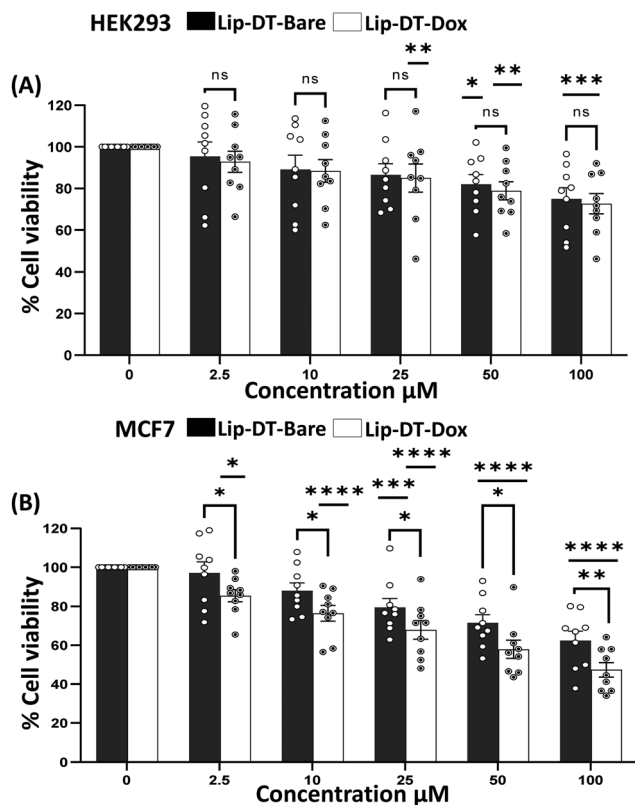 HEK293 Lip-DT-Bare Lip-DT-Dox
(A)
** * ** ***
ns ns ns ns ns
120
100
80
60
40
20
0
% Cell viability
0 2.5 10 25 50 100
Concentration µM
MCF7 Lip-DT-Bare Lip-DT-Dox
(B)
* **** *** **** **** ****
* * * * **
120
100
80
60
40
20
0
% Cell viability
0 2.5 10 25 50 100
Concentration µM